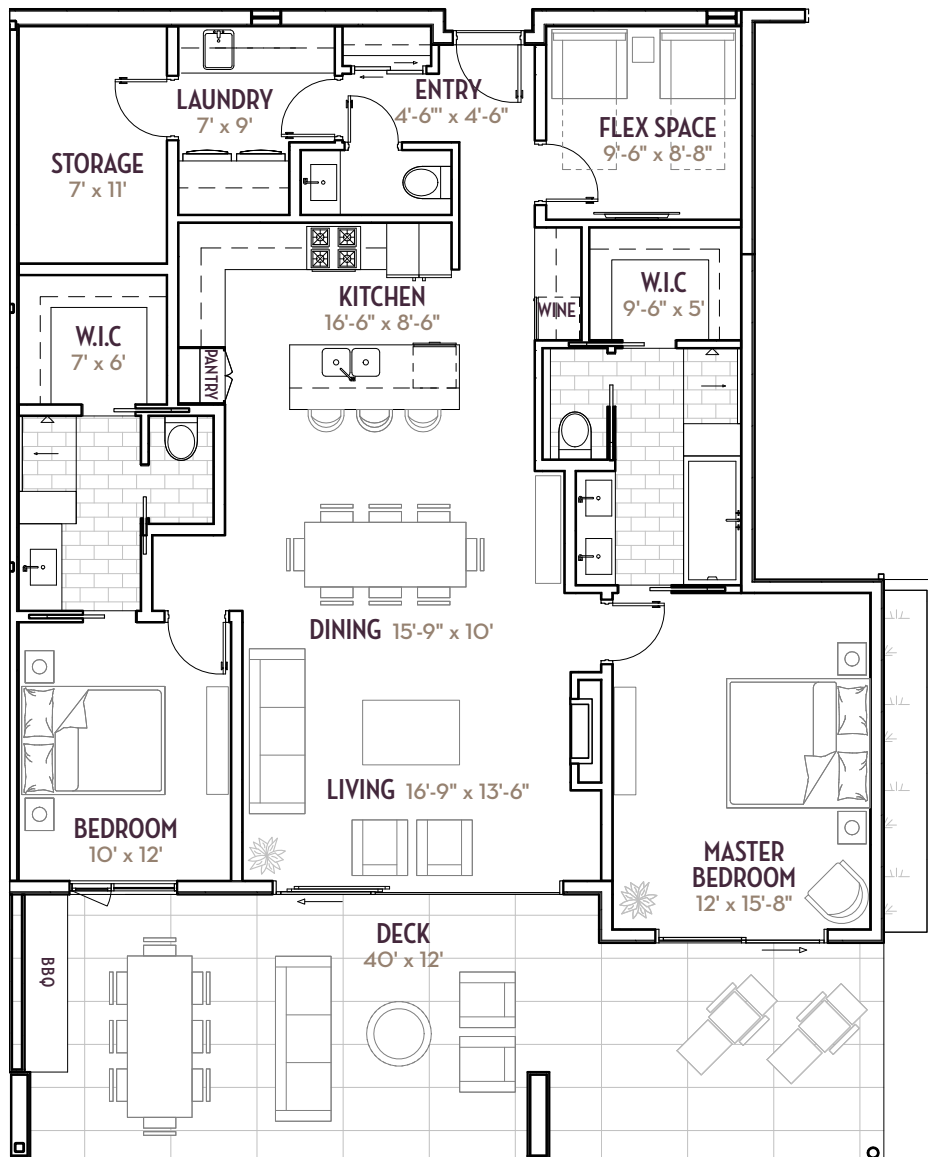 LAUNDRY
7' x 9'
ENTRY
4'-6"' x 4'-6"
FLEX SPACE
9'-6" x 8'-8"
STORAGE
7' x 11'
KITCHEN
16'-6" x 8'-6"
WINE
W.I.C
9'-6" x 5'
W.I.C
7' x 6'
PANTRY
DINING 15'-9" x 10'
LIVING 16'-9" x 13'-6"
BEDROOM
10' x 12'
MASTER
BEDROOM
12' x 15'-8"
DECK
40' x 12'
BBQ